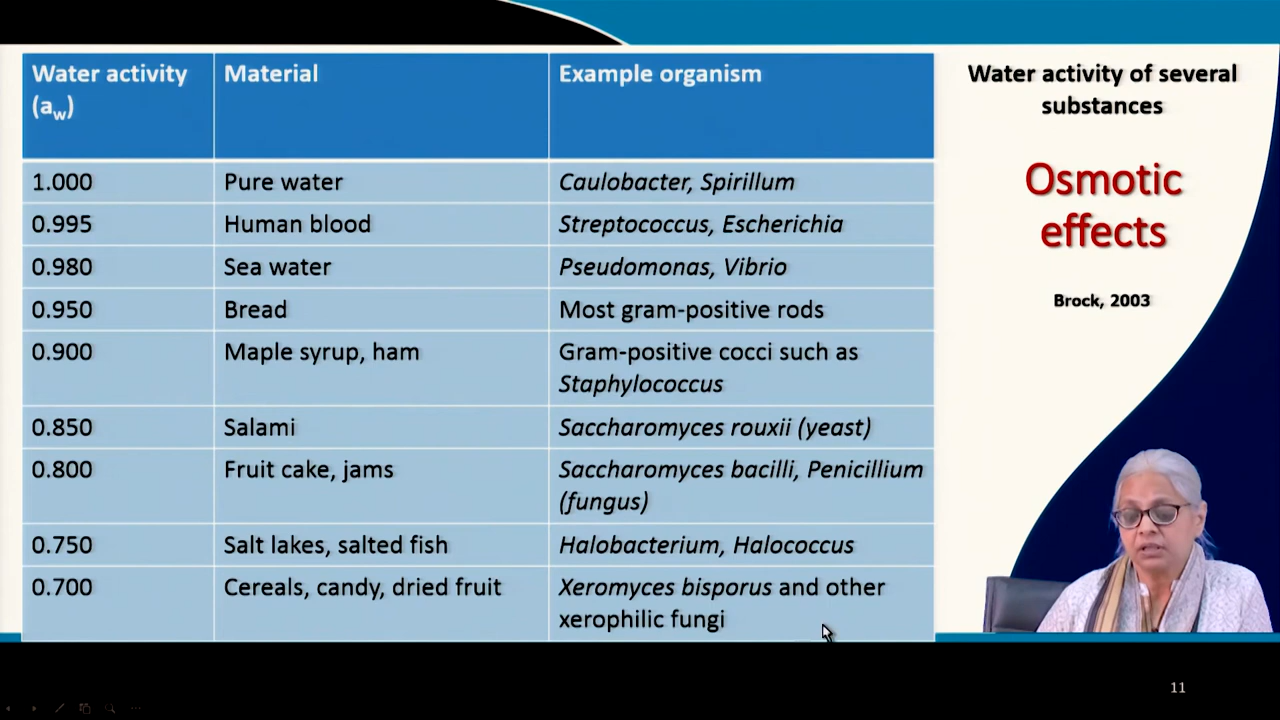 Water activity (aw)
Material
Example organism
1.000
Pure water
Caulobacter, Spirillum
0.995
Human blood
Streptococcus, Escherichia
0.980
Sea water
Pseudomonas, Vibrio
0.950
Bread
Most gram-positive rods
0.900
Maple syrup, ham
Gram-positive cocci such as
Staphylococcus
0.850
Salami
Saccharomyces rouxii (yeast)
0.800
Fruit cake, jams
Saccharomyces bacilli, Penicillium
(fungus)
0.750
Salt lakes, salted fish
Halobacterium, Halococcus
0.700
Cereals, candy, dried fruit
Xeromyces bisporus and other
xerophilic fungi
Water activity of several
substances
Osmotic
effects
Brock, 2003
11